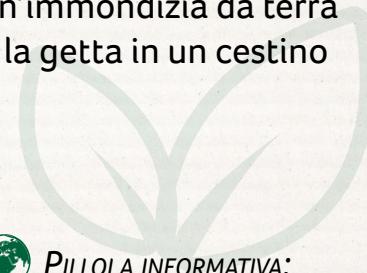 n'immondizia da terra
la getta in un cestino
PILLOLA INFORMATIVA: